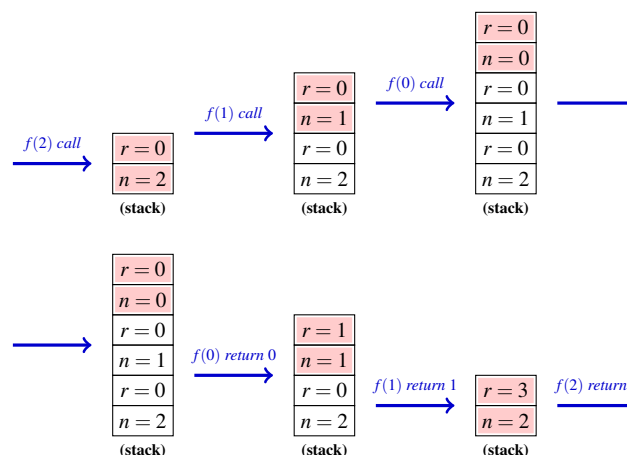 f(2) call
r = 0
n = 2
(stack)
f(1) call
r = 0
n = 1
r = 0
n = 2
(stack)
f(0) call
r = 0
n = 0
r = 0
n = 1
r = 0
n = 2
(stack)
r = 0
n = 0
r = 0
n = 1
r = 0
n = 2
(stack)
f(0) return 0
r = 1
n = 1
r = 0
n = 2
(stack)
f(1) return 1
r = 3
n = 2
(stack)
f(2) return